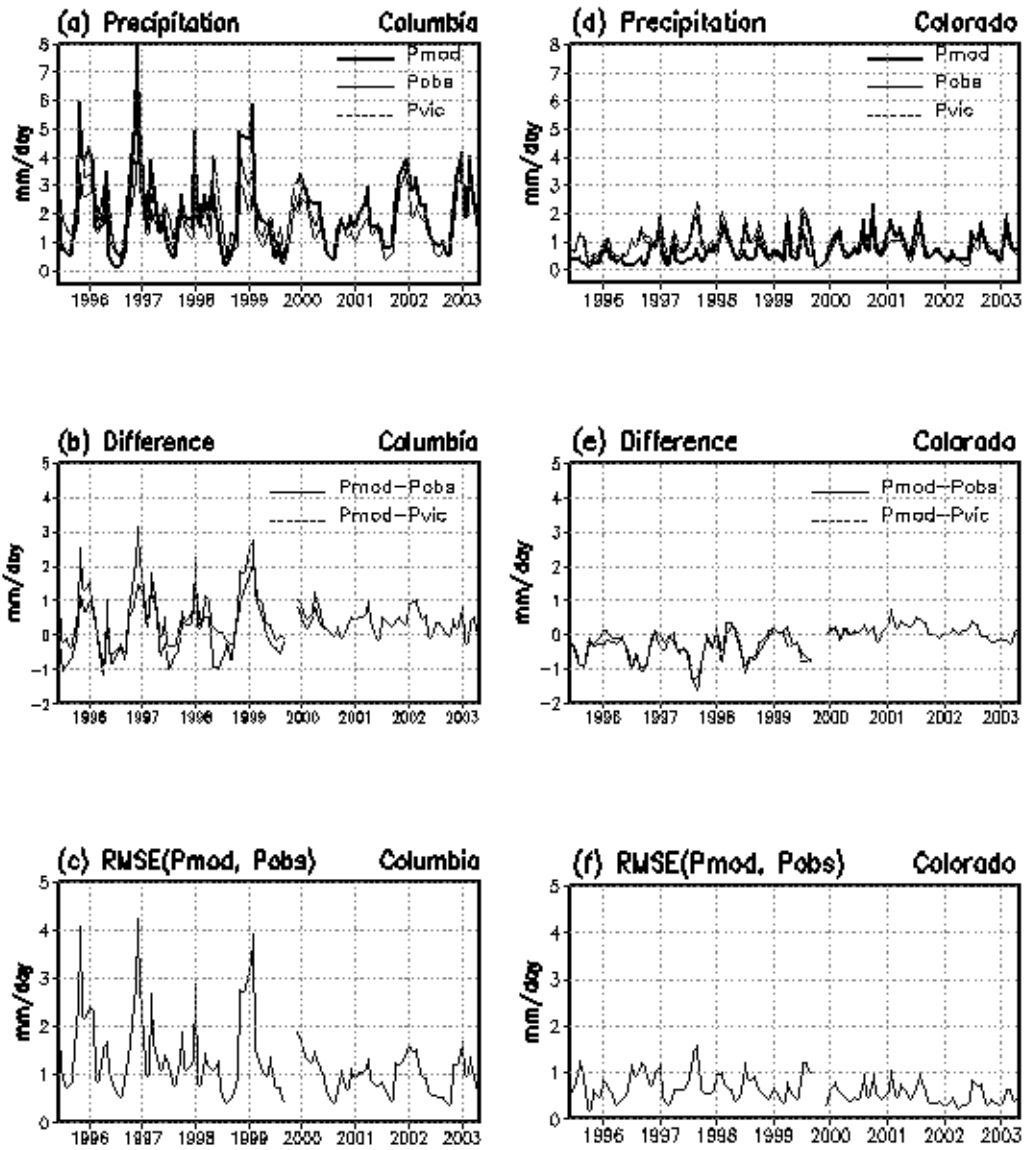 (a) Precipitation Columbia
8
7
6
5
4
3
2
1
0
mm/day
Pmod
Pobs
Pvic
1996 1997 1998 1999 2000 2001 2002 2003
(d) Precipitation Colorado
8
7
6
5
4
3
2
1
0
mm/day
Pmod
Pobs
Pvic
1996 1997 1998 1999 2000 2001 2002 2003
(b) Difference Columbia
5
4
3
2
1
0
-1
-2
mm/day
Pmod-Pobs
Pmod-Pvic
1996 1997 1998 1999 2000 2001 2002 2003
(e) Difference Colorado
5
4
3
2
1
0
-1
-2
mm/day
Pmod-Pobs
Pmod-Pvic
1996 1997 1998 1999 2000 2001 2002 2003
(c) RMSE(Pmod, Pobs) Columbia
5
4
3
2
1
0
mm/day
1996 1997 1998 1999 2000 2001 2002 2003
(f) RMSE(Pmod, Pobs) Colorado
5
4
3
2
1
0
mm/day
1996 1997 1998 1999 2000 2001 2002 2003